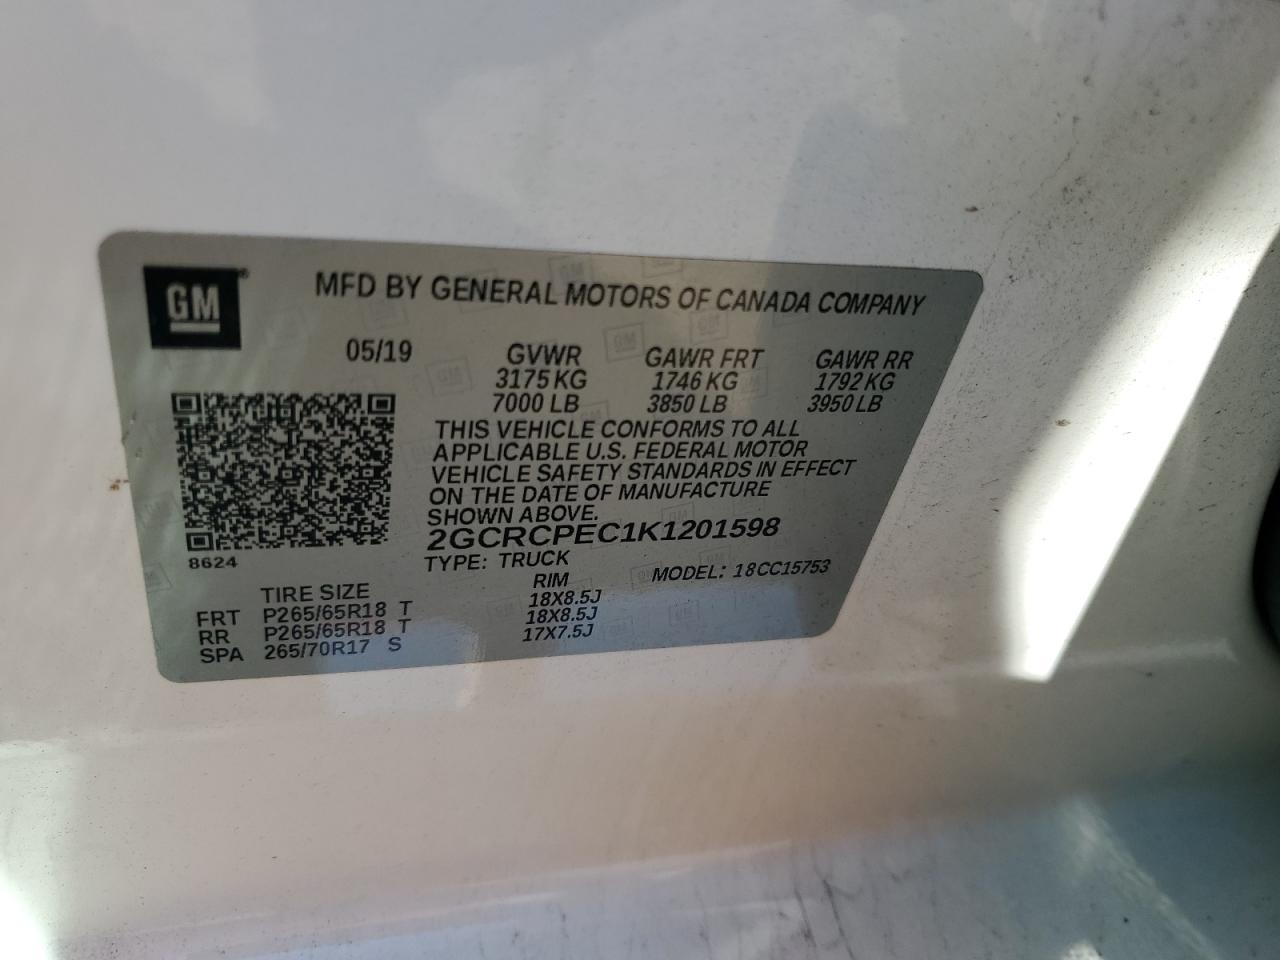 GM
MFD BY GENERAL MOTORS OF CANADA COMPANY
05/19 GVWR GAWR FRT GAWR RR
3175 KG 1746 KG 1792 KG
7000 LB 3850 LB 3950 LB
THIS VEHICLE CONFORMS TO ALL
APPLICABLE U.S. FEDERAL MOTOR
VEHICLE SAFETY STANDARDS IN EFFECT
ON THE DATE OF MANUFACTURE
SHOWN ABOVE.
2GCRCPEC1K1201598
8624
TYPE: TRUCK MODEL: 18CC15753
TIRE SIZE RIM
FRT P265/65R18 T 18X8.5J
RR P265/65R18 T 18X8.5J
SPA 265/70R17 S 17X7.5J